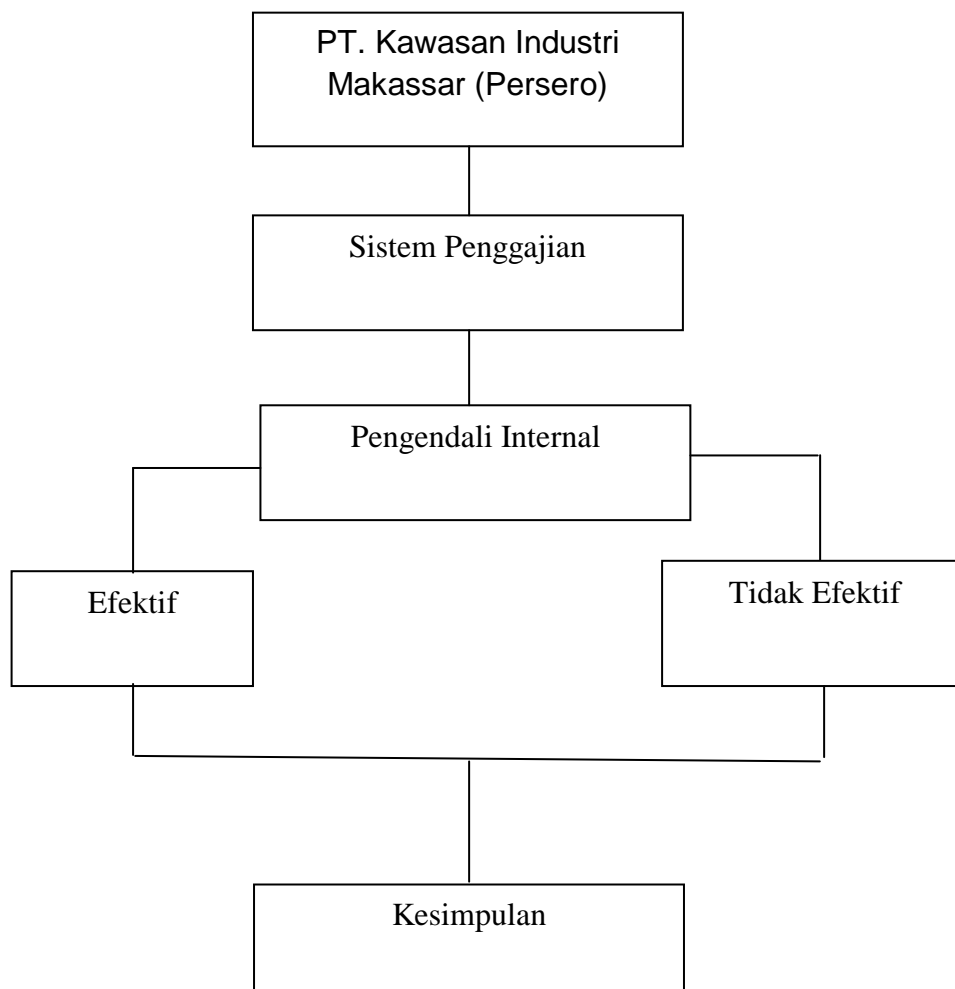 PT. Kawasan Industri
Makassar (Persero)
Sistem Penggajian
Pengendali Internal
Efektif
Tidak Efektif
Kesimpulan